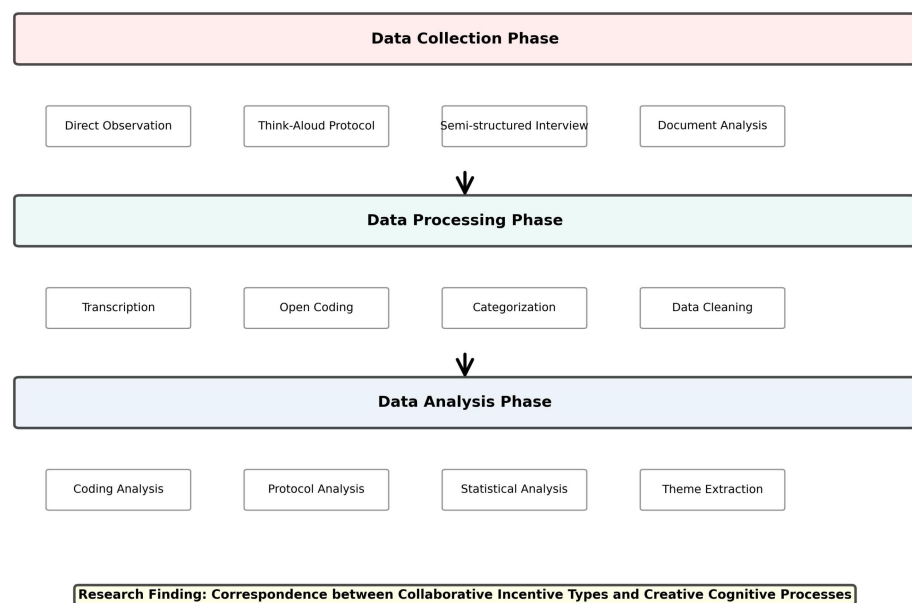 Data Collection Phase
Direct Observation
Think-Aloud Protocol
Semi-structured Interview
Document Analysis
Data Processing Phase
Transcription
Open Coding
Categorization
Data Cleaning
Data Analysis Phase
Coding Analysis
Protocol Analysis
Statistical Analysis
Theme Extraction
Research Finding: Correspondence between Collaborative Incentive Types and Creative Cognitive Processes